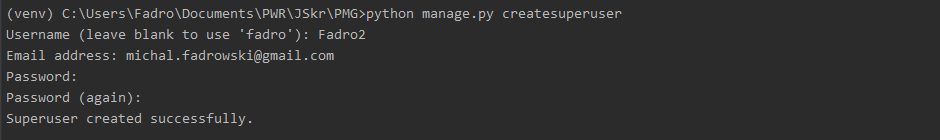 (venv) C:\Users\Fadro\Documents\PWR\JSkr\PMG>python manage.py createsuperuser
Username (leave blank to use 'fadro'): Fadro2
Email address: michal.fadrowski@gmail.com
Password:
Password (again):
Superuser created successfully.